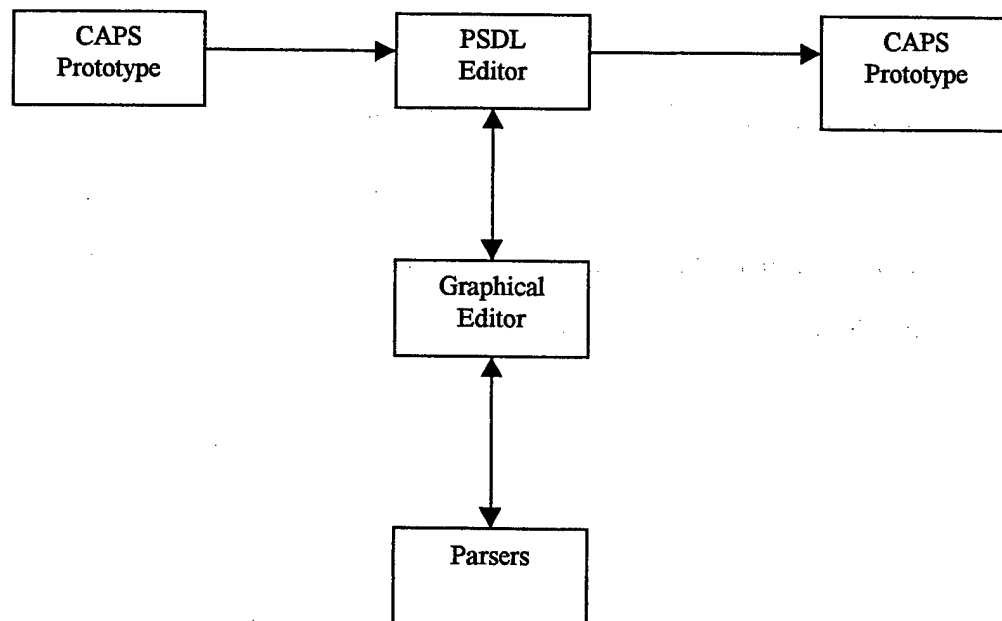 CAPS
Prototype
PSDL
Editor
CAPS
Prototype
Graphical
Editor
Parsers